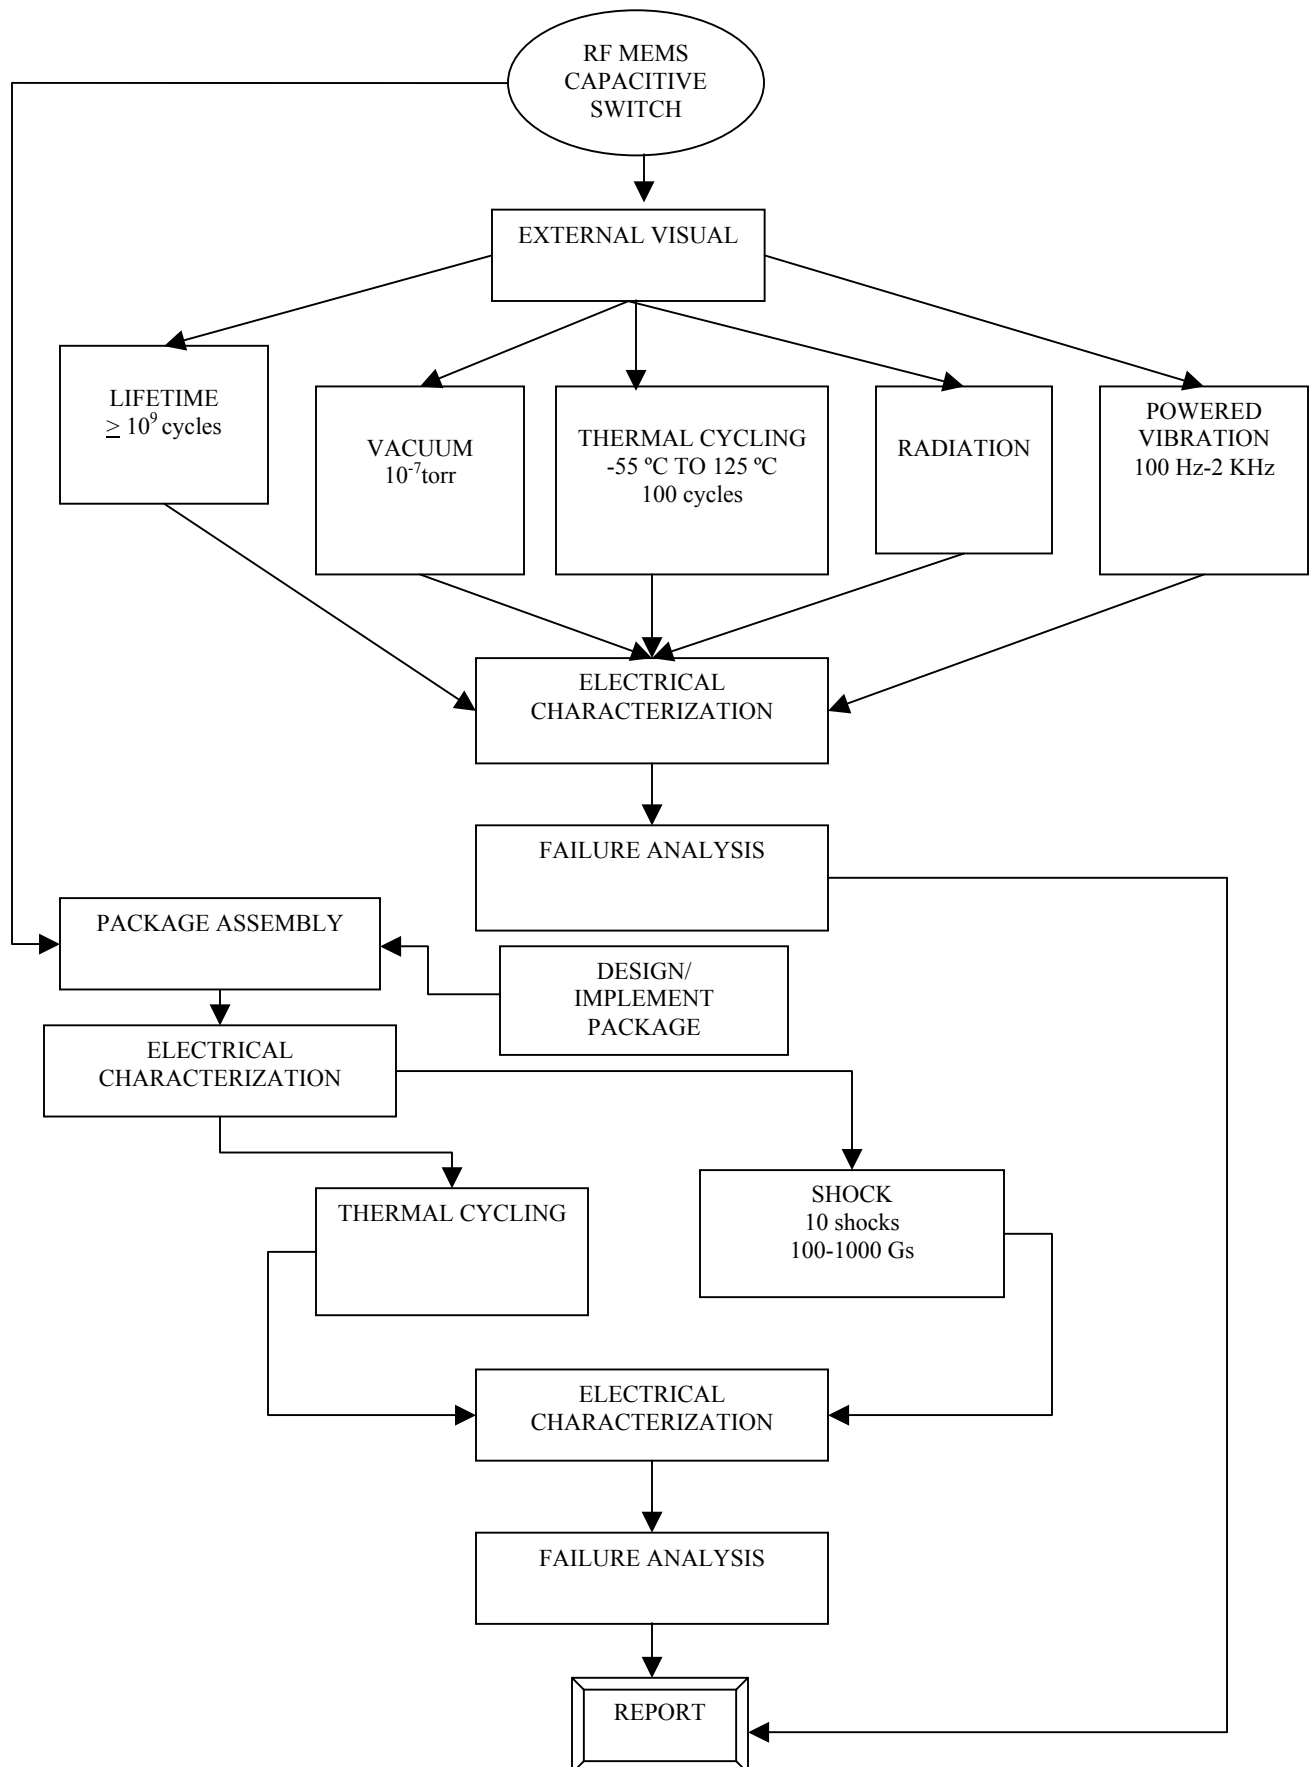 RF MEMS
CAPACITIVE
SWITCH
EXTERNAL VISUAL
LIFETIME
≥ 10⁹ cycles
VACUUM
10⁻⁷torr
THERMAL CYCLING
-55 ºC TO 125 ºC
100 cycles
RADIATION
POWERED
VIBRATION
100 Hz-2 KHz
ELECTRICAL
CHARACTERIZATION
FAILURE ANALYSIS
PACKAGE ASSEMBLY
DESIGN/
IMPLEMENT
PACKAGE
ELECTRICAL
CHARACTERIZATION
THERMAL CYCLING
SHOCK
10 shocks
100-1000 Gs
ELECTRICAL
CHARACTERIZATION
FAILURE ANALYSIS
REPORT